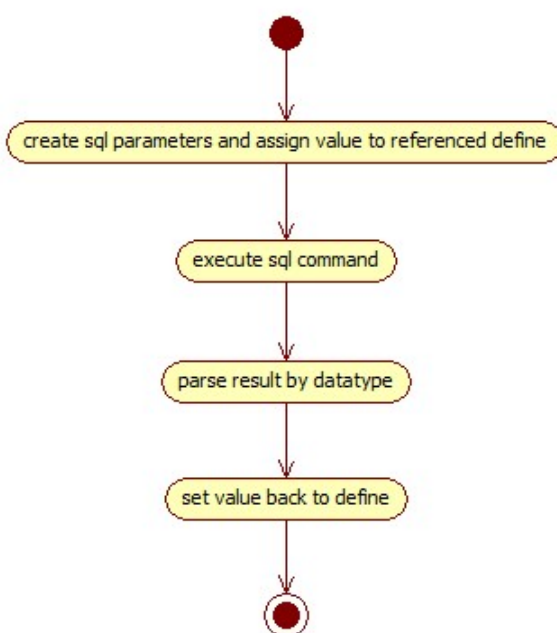 create sql parameters and assign value to referenced define
execute sql command
parse result by datatype
set value back to define